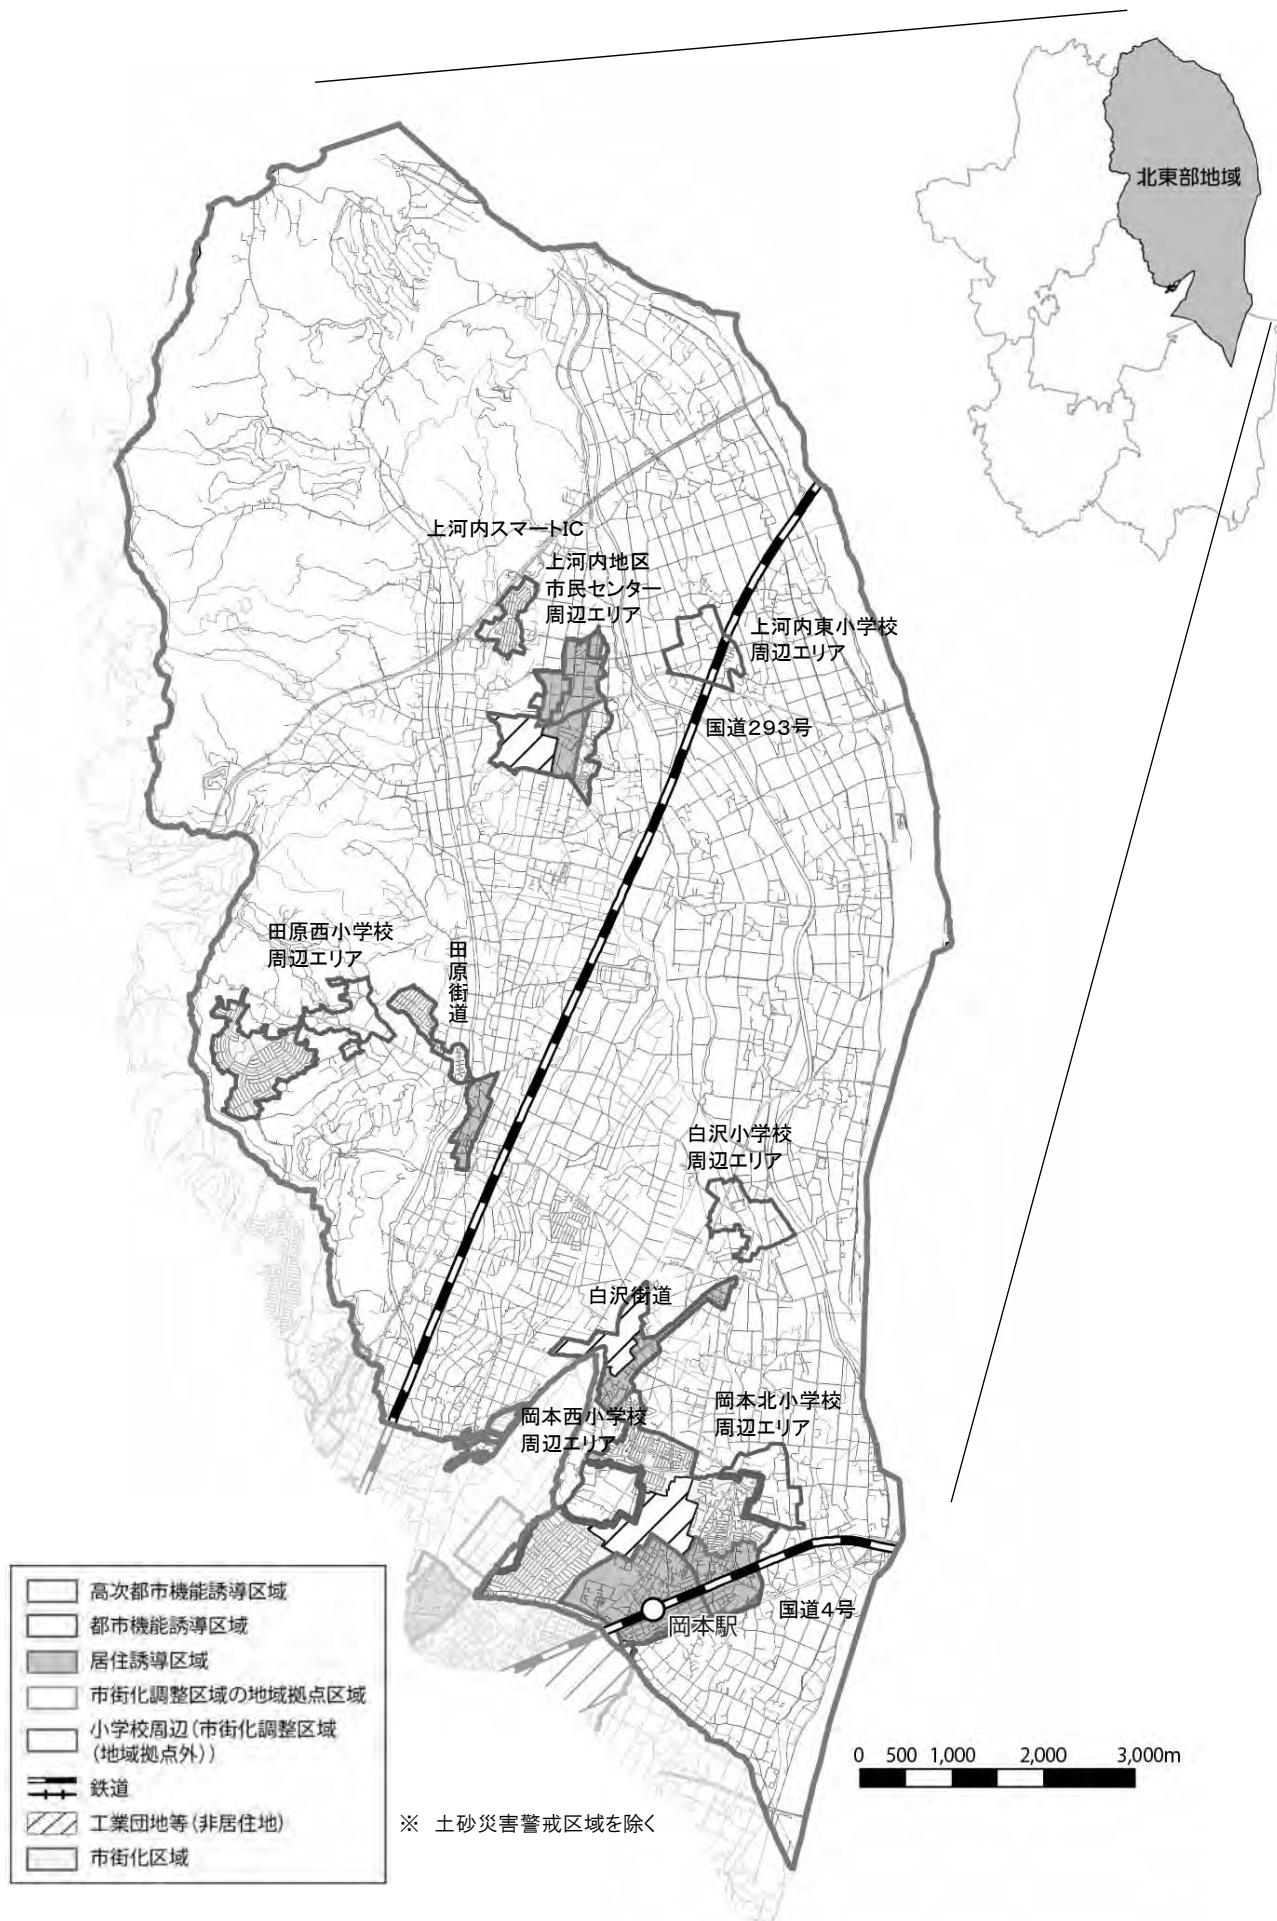 北東部地域
上河内スマートIC
上河内地区
市民センター
周辺エリア
上河内東小学校
周辺エリア
国道293号
田原西小学校
周辺エリア
田原街道
白沢小学校
周辺エリア
白沢街道
岡本北小学校
周辺エリア
岡本西小学校
周辺エリア
国道4号
岡本駅
高次都市機能誘導区域
都市機能誘導区域
居住誘導区域
市街化調整区域の地域拠点区域
小学校周辺(市街化調整区域
(地域拠点外))
鉄道
工業団地等(非居住地)
市街化区域
※ 土砂災害警戒区域を除く
0 500 1,000 2,000 3,000m